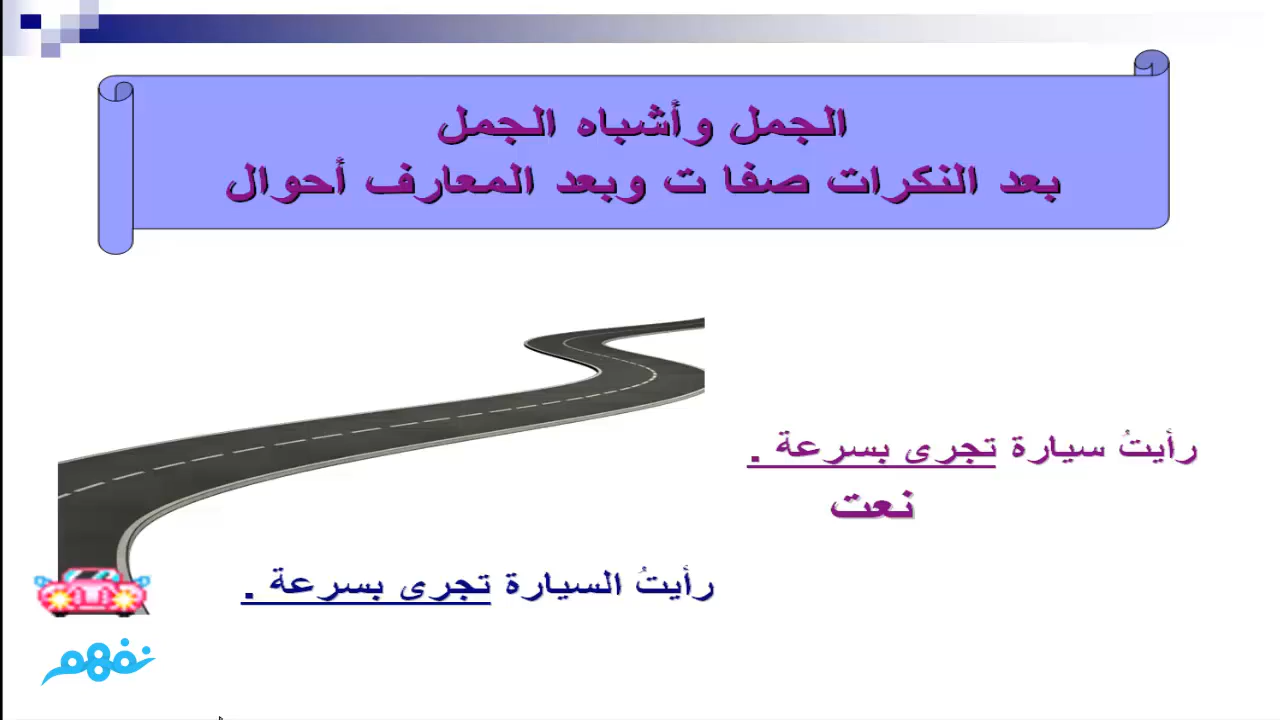 الجمل وأشباه الجمل
بعد النكرات صفا ت وبعد المعارف أحوال
رأيتُ سيارة تجرى بسرعة .
نعت
رأيتُ السيارة تجرى بسرعة .
نفهم